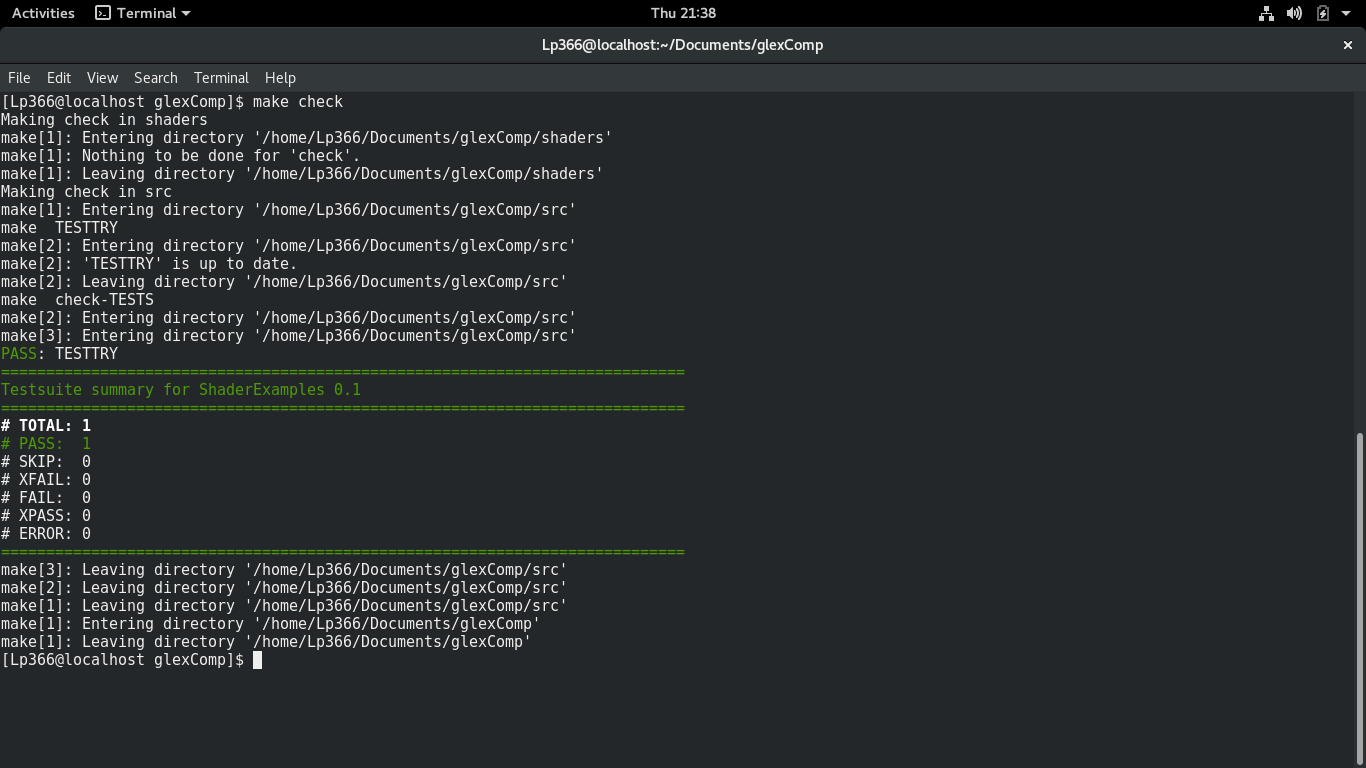 Activities Terminal Thu 21:38
Lp366@localhost:~/Documents/glexComp ×
File Edit View Search Terminal Help
[Lp366@localhost glexComp]$ make check
Making check in shaders
make[1]: Entering directory '/home/Lp366/Documents/glexComp/shaders'
make[1]: Nothing to be done for 'check'.
make[1]: Leaving directory '/home/Lp366/Documents/glexComp/shaders'
Making check in src
make[1]: Entering directory '/home/Lp366/Documents/glexComp/src'
make  TESTTRY
make[2]: Entering directory '/home/Lp366/Documents/glexComp/src'
make[2]: 'TESTTRY' is up to date.
make[2]: Leaving directory '/home/Lp366/Documents/glexComp/src'
make  check-TESTS
make[2]: Entering directory '/home/Lp366/Documents/glexComp/src'
make[3]: Entering directory '/home/Lp366/Documents/glexComp/src'
PASS: TESTTRY
============================================================================
Testsuite summary for ShaderExamples 0.1
============================================================================
# TOTAL: 1
# PASS:  1
# SKIP:  0
# XFAIL: 0
# FAIL:  0
# XPASS: 0
# ERROR: 0
============================================================================
make[3]: Leaving directory '/home/Lp366/Documents/glexComp/src'
make[2]: Leaving directory '/home/Lp366/Documents/glexComp/src'
make[1]: Leaving directory '/home/Lp366/Documents/glexComp/src'
make[1]: Entering directory '/home/Lp366/Documents/glexComp'
make[1]: Leaving directory '/home/Lp366/Documents/glexComp'
[Lp366@localhost glexComp]$